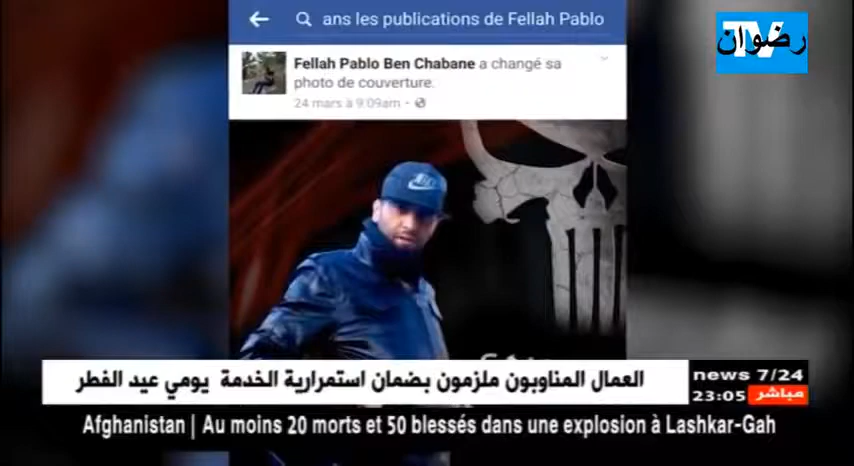 ans les publications de Fellah Pablo
رضوان
TV
Fellah Pablo Ben Chabane a changé sa
photo de couverture.
24 mars à 9:09am
العمال المناوبون ملزمون بضمان استمرارية الخدمة يومي عيد الفطر
news 7/24
23:05 مباشر
Afghanistan | Au moins 20 morts et 50 blessés dans une explosion à Lashkar-Gah